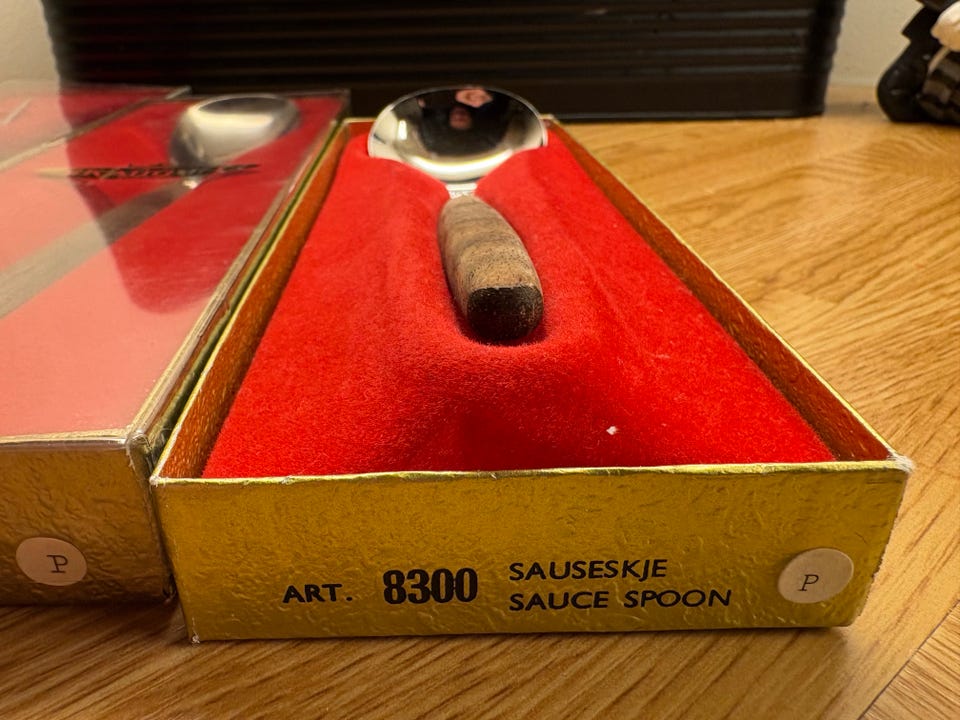 ART. 8300 SAUSESKJE
SAUCE SPOON
P
P